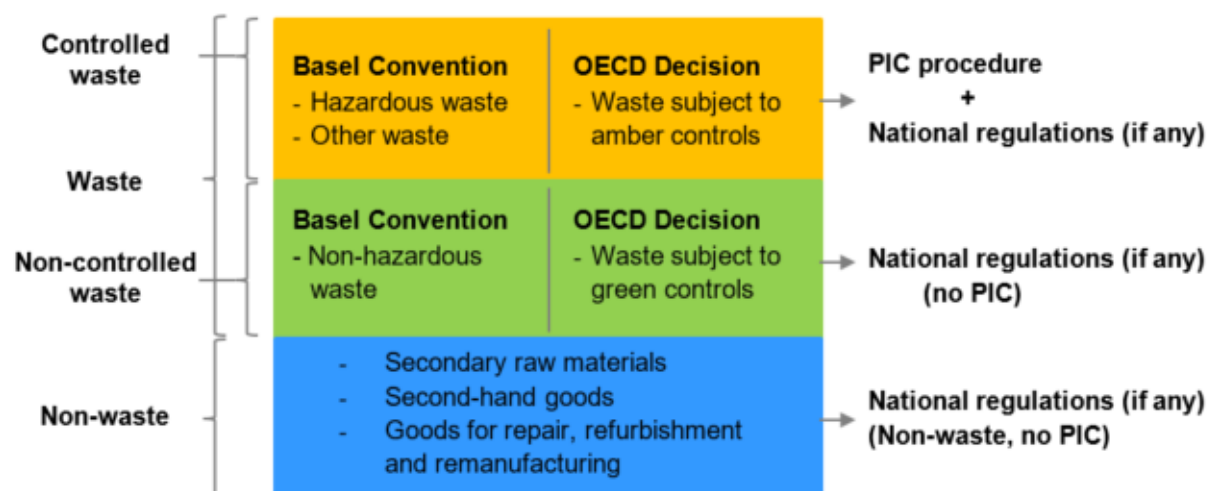 Controlled
waste
Waste
Non-controlled
waste
Non-waste
Basel Convention
- Hazardous waste
- Other waste
OECD Decision
- Waste subject to
amber controls
PIC procedure
+
National regulations (if any)
Basel Convention
- Non-hazardous
waste
OECD Decision
- Waste subject to
green controls
National regulations (if any)
(no PIC)
- Secondary raw materials
- Second-hand goods
- Goods for repair, refurbishment
and remanufacturing
National regulations (if any)
(Non-waste, no PIC)